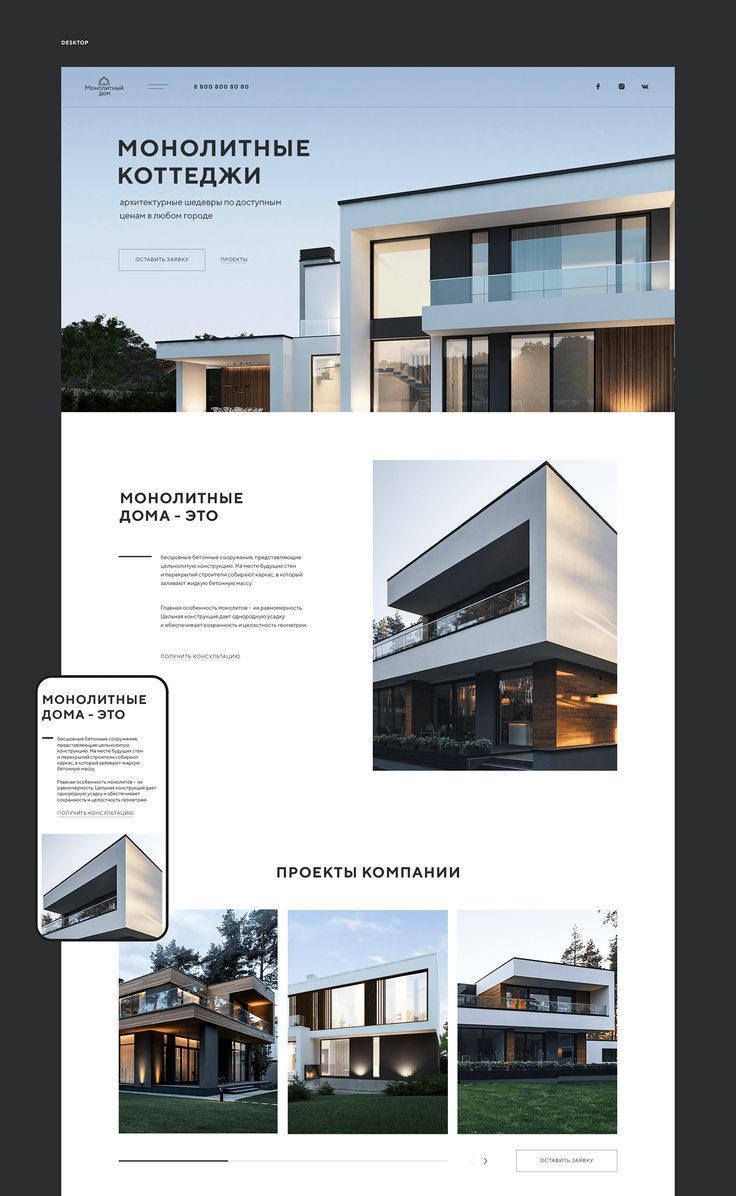 DESKTOP
Монолитный
дом
8 800 800 80 80
МОНОЛИТНЫЕ
КОТТЕДЖИ
архитектурные шедевры по доступным
ценам в любом городе
ОСТАВИТЬ ЗАЯВКУ
ПРОЕКТЫ
МОНОЛИТНЫЕ
ДОМА - ЭТО
бесшовные бетонные сооружения, представляющие
цельнолитую конструкцию. На месте будущих стен
и перекрытий строители собирают каркас, в который
заливают жидкую бетонную массу.
Главная особенность монолитов - их равномерность.
Цельная конструкция дает однородную усадку
и обеспечивает сохранность и целостность геометрии.
ПОЛУЧИТЬ КОНСУЛЬТАЦИЮ
МОНОЛИТНЫЕ
ДОМА - ЭТО
бесшовные бетонные сооружения,
представляющие цельнолитую
конструкцию. На месте будущих стен
и перекрытий строители собирают
каркас, в который заливают жидкую
бетонную массу.
Главная особенность монолитов - их
равномерность. Цельная конструкция дает
однородную усадку и обеспечивает
сохранность и целостность геометрии.
ПОЛУЧИТЬ КОНСУЛЬТАЦИЮ
ПРОЕКТЫ КОМПАНИИ
ОСТАВИТЬ ЗАЯВКУ